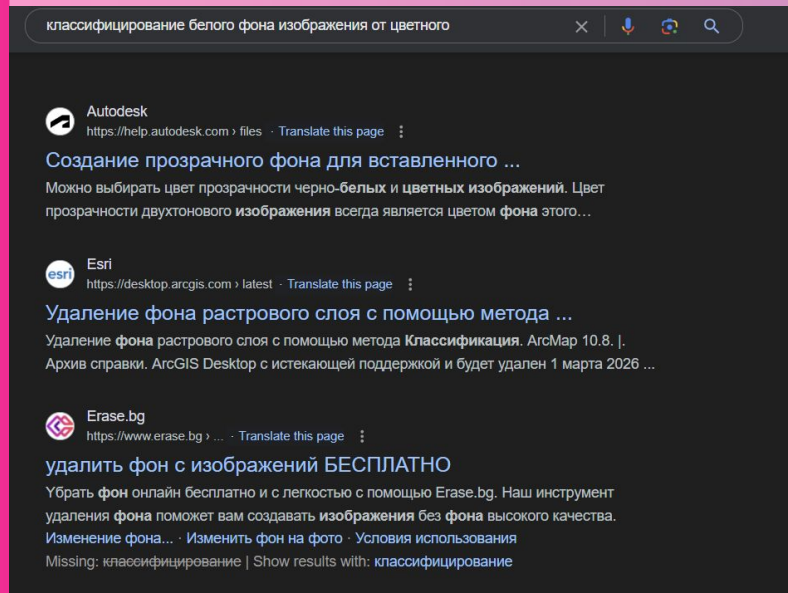 классифицирование белого фона изображения от цветного
Autodesk
https://help.autodesk.com › files · Translate this page
Создание прозрачного фона для вставленного ...
Можно выбирать цвет прозрачности черно-белых и цветных изображений. Цвет
прозрачности двухтонового изображения всегда является цветом фона этого…
esri
Esri
https://desktop.arcgis.com › latest · Translate this page
Удаление фона растрового слоя с помощью метода ...
Удаление фона растрового слоя с помощью метода Классификация. ArcMap 10.8. |.
Архив справки. ArcGIS Desktop с истекающей поддержкой и будет удален 1 марта 2026 ...
Erase.bg
https://www.erase.bg › ... · Translate this page
удалить фон с изображений БЕСПЛАТНО
Yбрать фон онлайн бесплатно и с легкостью с помощью Erase.bg. Наш инструмент
удаления фона поможет вам создавать изображения без фона высокого качества.
Изменение фона... · Изменить фон на фото · Условия использования
Missing: классифицирование | Show results with: классифицирование